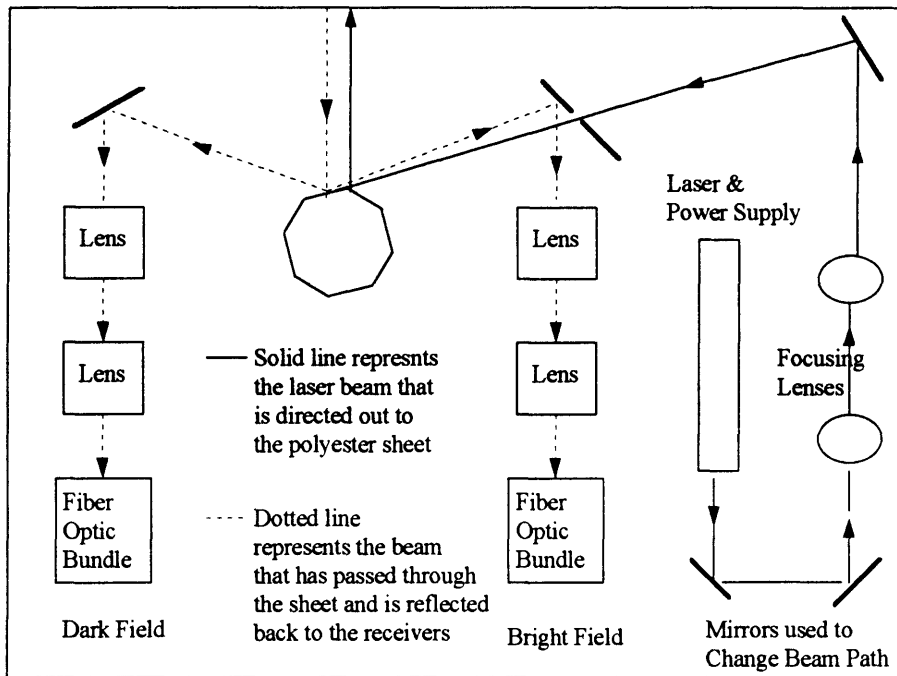 Laser &
Power Supply
Lens
Lens
Lens
Lens
Focusing
Lenses
Solid line represnts
the laser beam that
is directed out to
the polyester sheet
Fiber
Optic
Bundle
Dotted line
represents the beam
that has passed through
the sheet and is reflected
back to the receivers
Fiber
Optic
Bundle
Dark Field
Bright Field
Mirrors used to
Change Beam Path